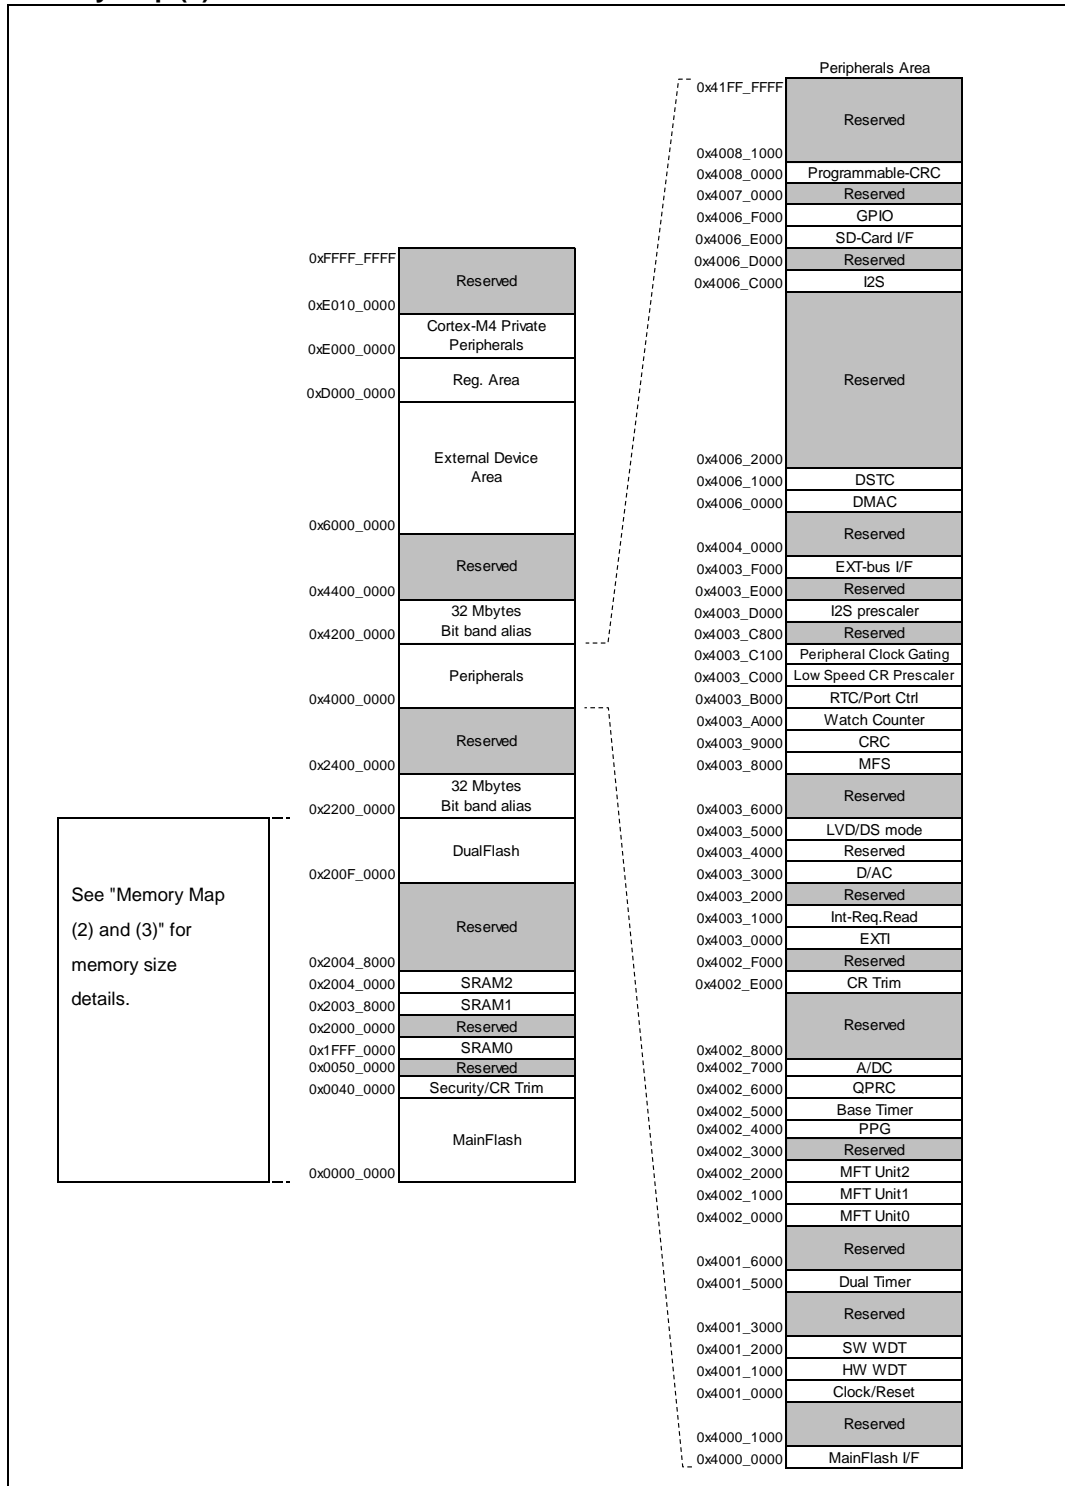 Peripherals Area
0x41FF_FFFF
Reserved
0x4008_1000
0x4008_0000 Programmable-CRC
0x4007_0000 Reserved
0x4006_F000 GPIO
0x4006_E000 SD-Card I/F
0x4006_D000 Reserved
0x4006_C000 I2S
Reserved
0x4006_2000
0x4006_1000 DSTC
0x4006_0000 DMAC
Reserved
0x4004_0000
0x4003_F000 EXT-bus I/F
0x4003_E000 Reserved
0x4003_D000 I2S prescaler
0x4003_C800 Reserved
0x4003_C100 Peripheral Clock Gating
0x4003_C000 Low Speed CR Prescaler
0x4003_B000 RTC/Port Ctrl
0x4003_A000 Watch Counter
0x4003_9000 CRC
0x4003_8000 MFS
Reserved
0x4003_6000
0x4003_5000 LVD/DS mode
0x4003_4000 Reserved
0x4003_3000 D/AC
0x4003_2000 Reserved
0x4003_1000 Int-Req.Read
0x4003_0000 EXTI
0x4002_F000 Reserved
0x4002_E000 CR Trim
Reserved
0x4002_8000
0x4002_7000 A/DC
0x4002_6000 QPRC
0x4002_5000 Base Timer
0x4002_4000 PPG
0x4002_3000 Reserved
0x4002_2000 MFT Unit2
0x4002_1000 MFT Unit1
0x4002_0000 MFT Unit0
Reserved
0x4001_6000
0x4001_5000 Dual Timer
Reserved
0x4001_3000
0x4001_2000 SW WDT
0x4001_1000 HW WDT
0x4001_0000 Clock/Reset
Reserved
0x4000_1000
0x4000_0000 MainFlash I/F
0xFFFF_FFFF
Reserved
0xE010_0000
Cortex-M4 Private
Peripherals
0xE000_0000
Reg. Area
0xD000_0000
External Device
Area
0x6000_0000
Reserved
0x4400_0000
32 Mbytes
Bit band alias
0x4200_0000
Peripherals
0x4000_0000
Reserved
0x2400_0000
32 Mbytes
Bit band alias
0x2200_0000
DualFlash
0x200F_0000
Reserved
0x2004_8000
0x2004_0000 SRAM2
0x2003_8000 SRAM1
0x2000_0000 Reserved
0x1FFF_0000 SRAM0
0x0050_0000 Reserved
0x0040_0000 Security/CR Trim
MainFlash
0x0000_0000
See "Memory Map
(2) and (3)" for
memory size
details.